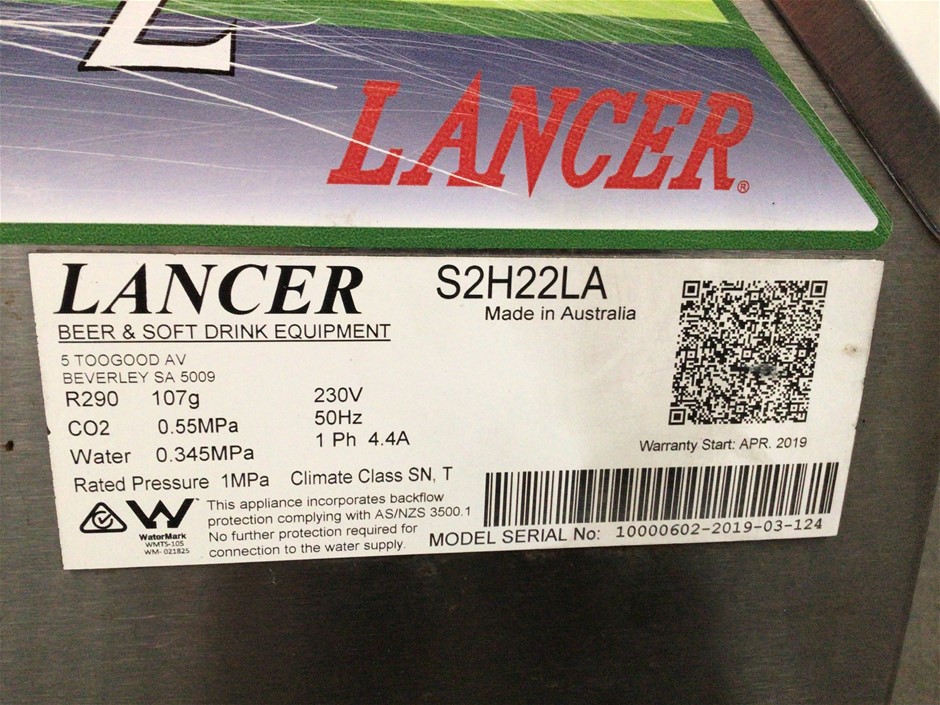 LANCER®
LANCER
BEER & SOFT DRINK EQUIPMENT
5 TOOGOOD AV
BEVERLEY SA 5009
R290 107g
CO2 0.55MPa
Water 0.345MPa
Rated Pressure 1MPa Climate Class SN, T
230V
50Hz
1 Ph 4.4A
S2H22LA
Made in Australia
Warranty Start: APR. 2019
WaterMark™
WMTS-105
WM- 021825
This appliance incorporates backflow
protection complying with AS/NZS 3500.1
No further protection required for
connection to the water supply.
MODEL SERIAL No: 10000602-2019-03-124